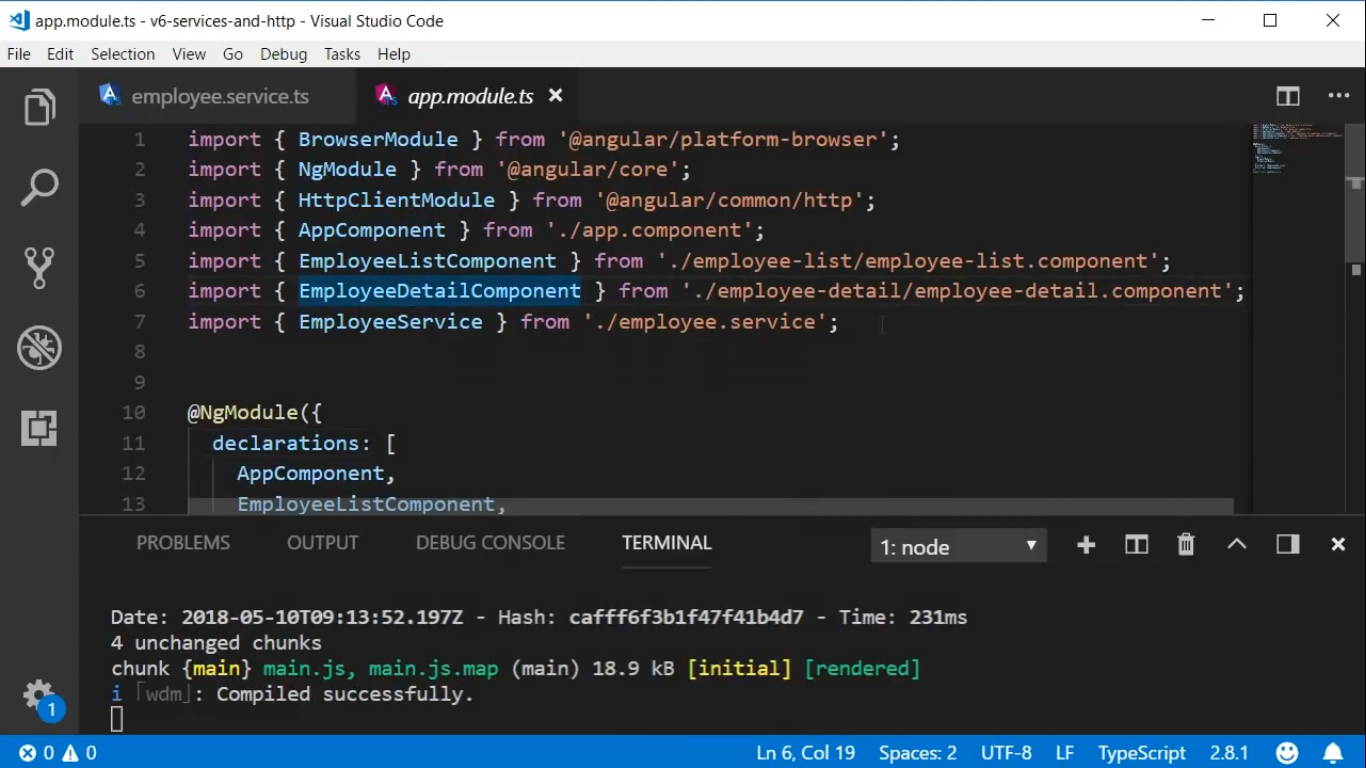 app.module.ts - v6-services-and-http - Visual Studio Code
File Edit Selection View Go Debug Tasks Help
employee.service.ts app.module.ts
1 import { BrowserModule } from '@angular/platform-browser';
2 import { NgModule } from '@angular/core';
3 import { HttpClientModule } from '@angular/common/http';
4 import { AppComponent } from './app.component';
5 import { EmployeeListComponent } from './employee-list/employee-list.component';
6 import { EmployeeDetailComponent } from './employee-detail/employee-detail.component';
7 import { EmployeeService } from './employee.service';
8
9
10 @NgModule({
11 declarations: [
12 AppComponent,
13 EmployeeListComponent,
PROBLEMS OUTPUT DEBUG CONSOLE TERMINAL 1: node
Date: 2018-05-10T09:13:52.197Z - Hash: cafff6f3b1f47f41b4d7 - Time: 231ms
4 unchanged chunks
chunk {main} main.js, main.js.map (main) 18.9 kB [initial] [rendered]
i ｢wdm｣: Compiled successfully.
1
0 0 Ln 6, Col 19 Spaces: 2 UTF-8 LF TypeScript 2.8.1